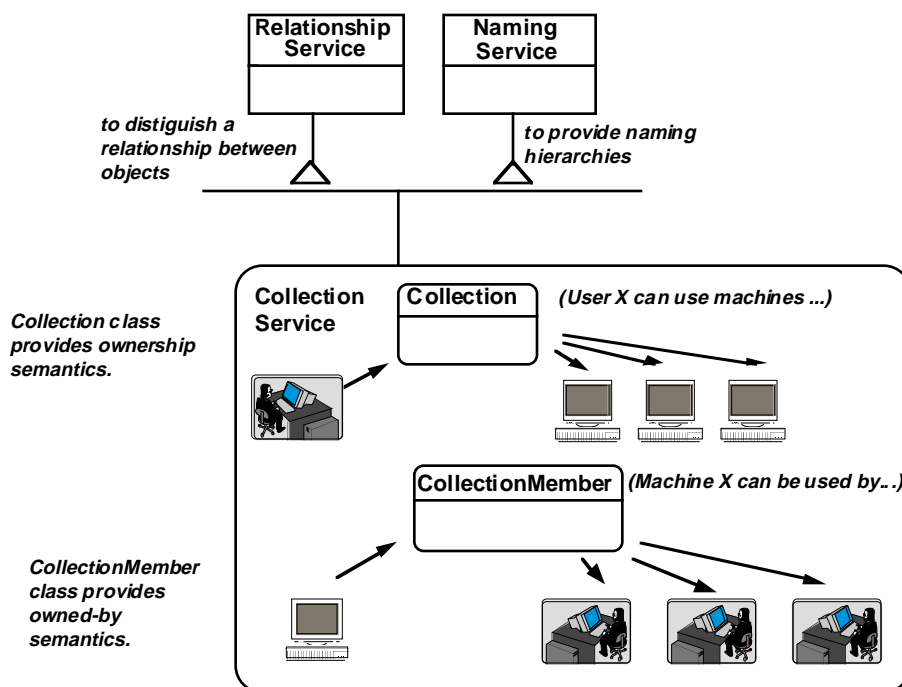 Relationship
Service
Naming
Service
to distiguish a
relationship between
objects
to provide naming
hierarchies
Collection
Service
Collection
(User X can use machines ...)
Collection class
provides ownership
semantics.
CollectionMember
(Machine X can be used by...)
CollectionMember
class provides
owned-by
semantics.